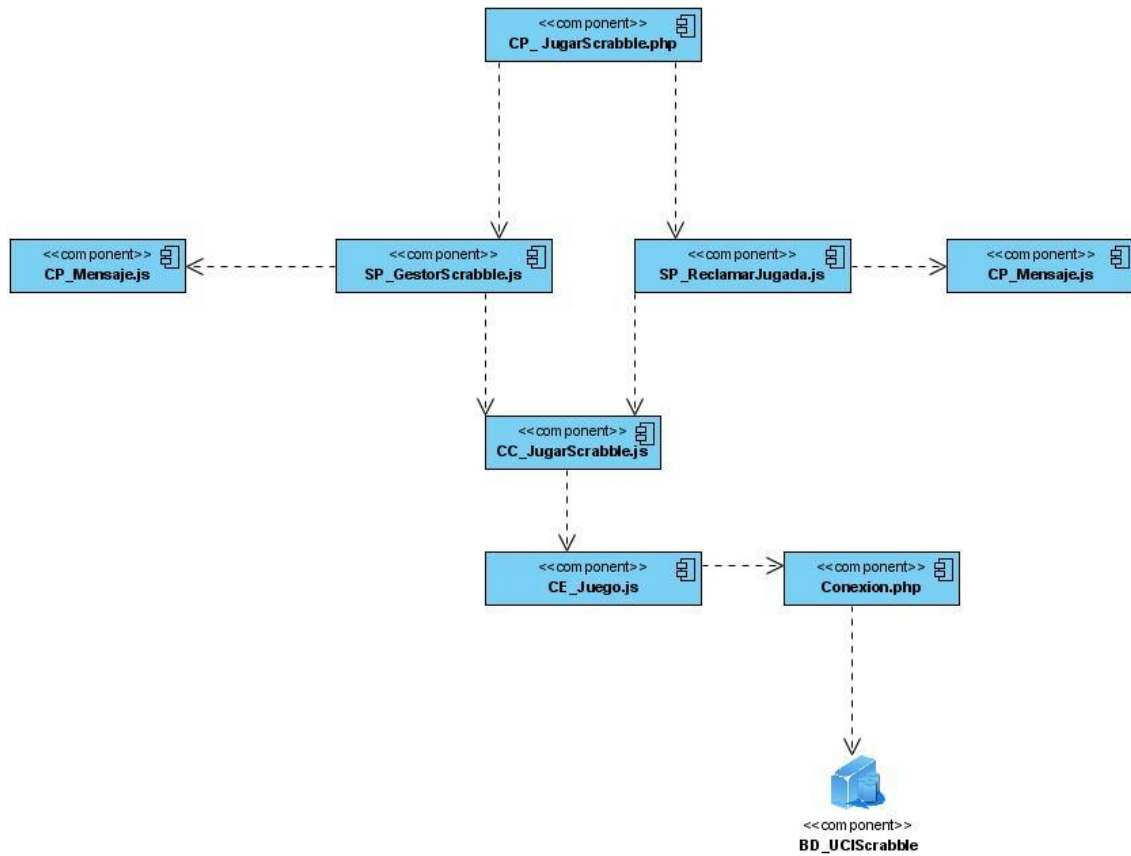 <<component>>
CP_ JugarScrabble.php
<<component>>
CP_Mensaje.js
<<component>>
SP_GestorScrabble.js
<<component>>
SP_ReclamarJugada.js
<<component>>
CP_Mensaje.js
<<component>>
CC_JugarScrabble.js
<<component>>
CE_Juego.js
<<component>>
Conexion.php
<<component>>
BD_UCIScrabble